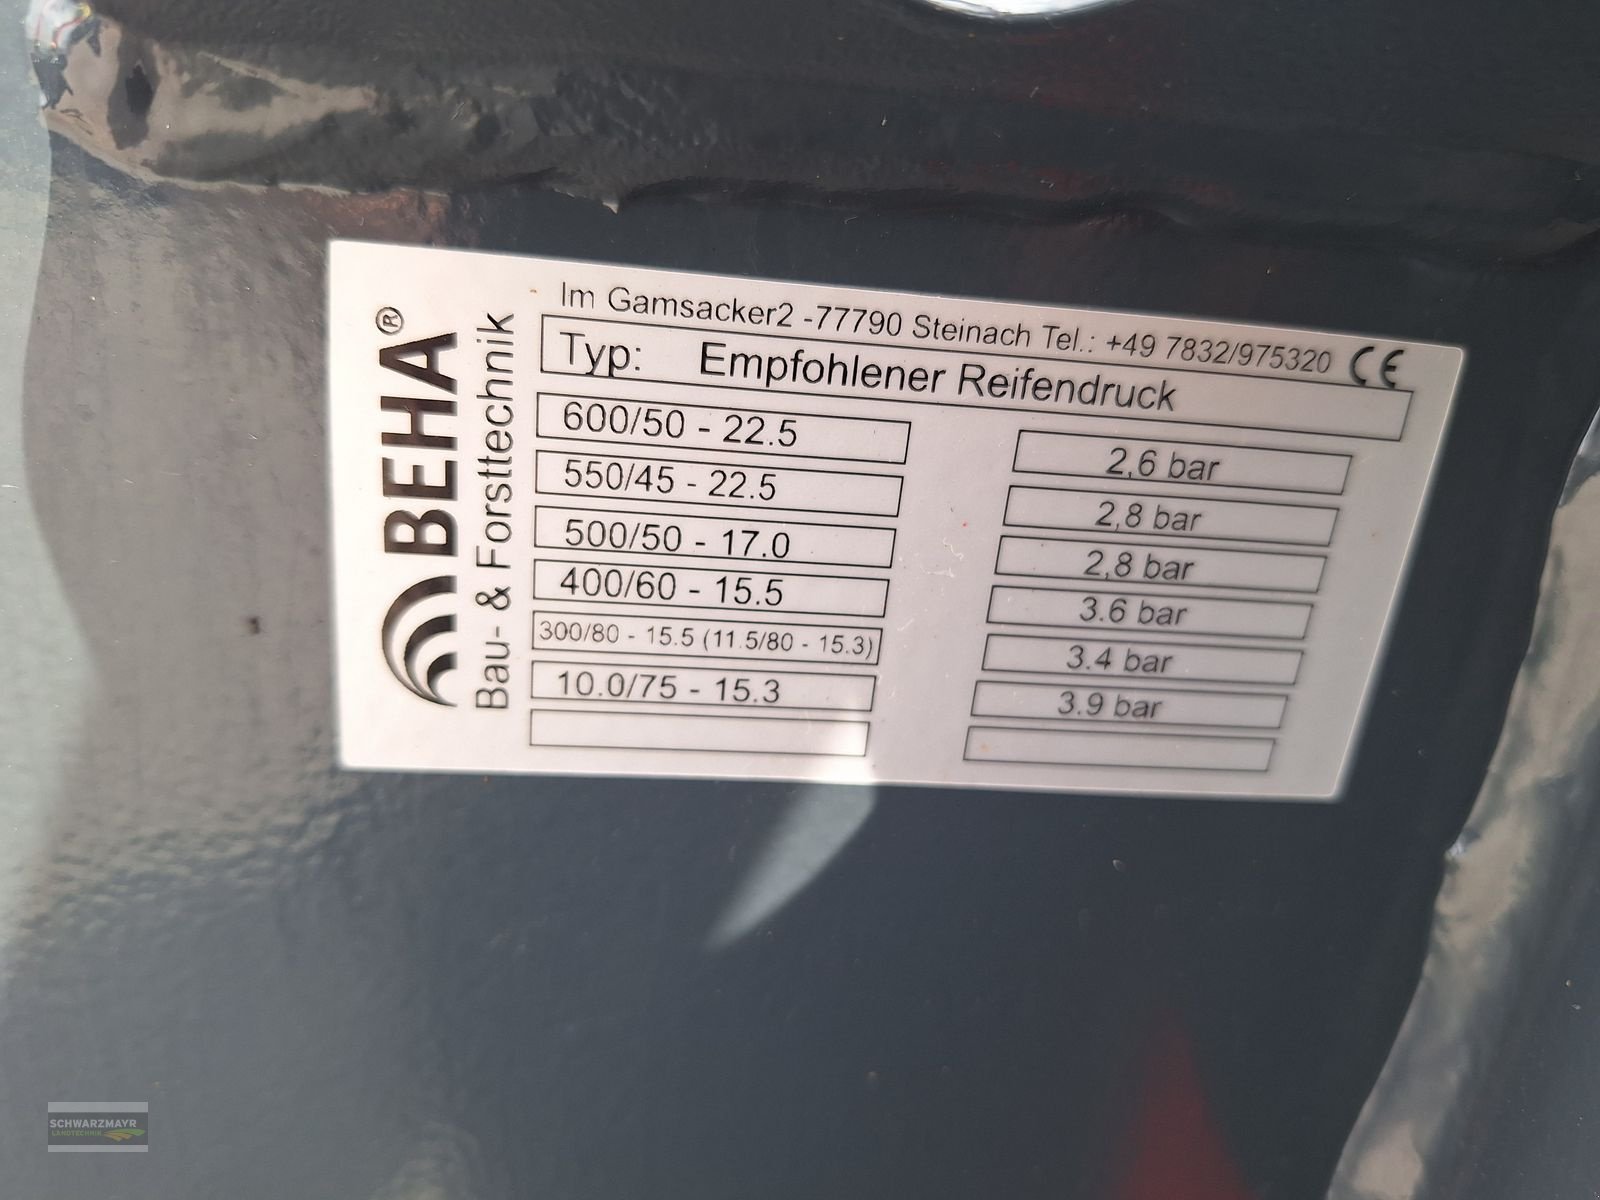 BEHA®
Bau- & Forsttechnik
Im Gamsacker2 -77790 Steinach Tel.: +49 7832/975320 CE
Typ: Empfohlener Reifendruck
600/50 - 22.5 2,6 bar
550/45 - 22.5 2,8 bar
500/50 - 17.0 2,8 bar
400/60 - 15.5 3.6 bar
300/80 - 15.5 (11.5/80 - 15.3) 3.4 bar
10.0/75 - 15.3 3.9 bar
SCHWARZMAYR
LANDTECHNIK